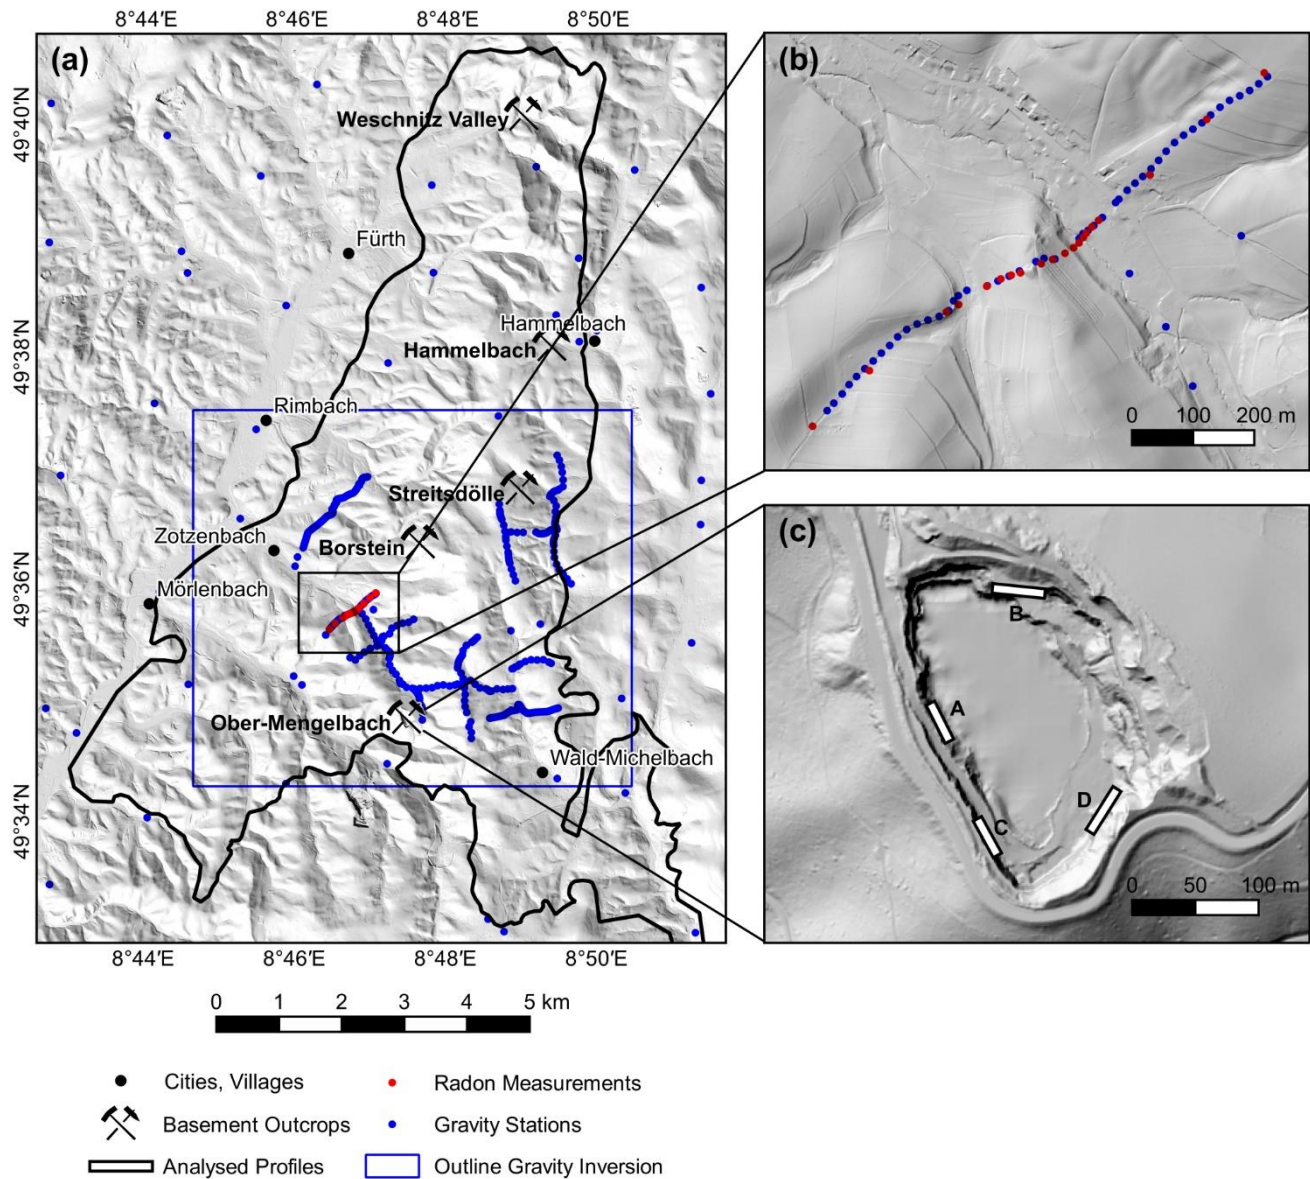 8°44′E 8°46′E 8°48′E 8°50′E
(a)
49°40′N
49°38′N
49°36′N
49°34′N
Weschnitz Valley
Fürth
Hammelbach
Hammelbach
Rimbach
Streitsdölle
Zotzenbach
Borstein
Mörlenbach
Ober-Mengelbach
Wald-Michelbach
8°44′E 8°46′E 8°48′E 8°50′E
(b)
0 100 200 m
(c)
B
A
D
C
0 50 100 m
0 1 2 3 4 5 km
Cities, Villages
Radon Measurements
Basement Outcrops
Gravity Stations
Analysed Profiles
Outline Gravity Inversion